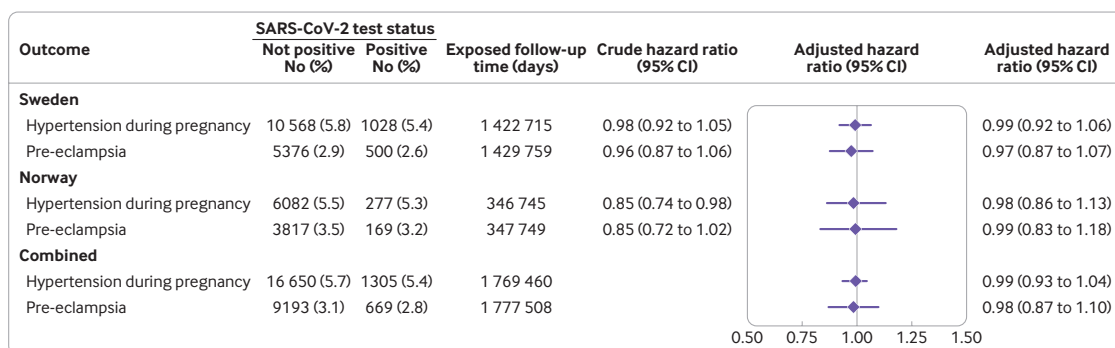 SARS-CoV-2 test status
Outcome Not positive Positive Exposed follow-up Crude hazard ratio Adjusted hazard Adjusted hazard
No (%) No (%) time (days) (95% CI) ratio (95% CI) ratio (95% CI)
Sweden
Hypertension during pregnancy 10 568 (5.8) 1028 (5.4) 1 422 715 0.98 (0.92 to 1.05) 0.99 (0.92 to 1.06)
Pre-eclampsia 5376 (2.9) 500 (2.6) 1 429 759 0.96 (0.87 to 1.06) 0.97 (0.87 to 1.07)
Norway
Hypertension during pregnancy 6082 (5.5) 277 (5.3) 346 745 0.85 (0.74 to 0.98) 0.98 (0.86 to 1.13)
Pre-eclampsia 3817 (3.5) 169 (3.2) 347 749 0.85 (0.72 to 1.02) 0.99 (0.83 to 1.18)
Combined
Hypertension during pregnancy 16 650 (5.7) 1305 (5.4) 1 769 460 0.99 (0.93 to 1.04)
Pre-eclampsia 9193 (3.1) 669 (2.8) 1 777 508 0.98 (0.87 to 1.10)
0.50 0.75 1.00 1.25 1.50